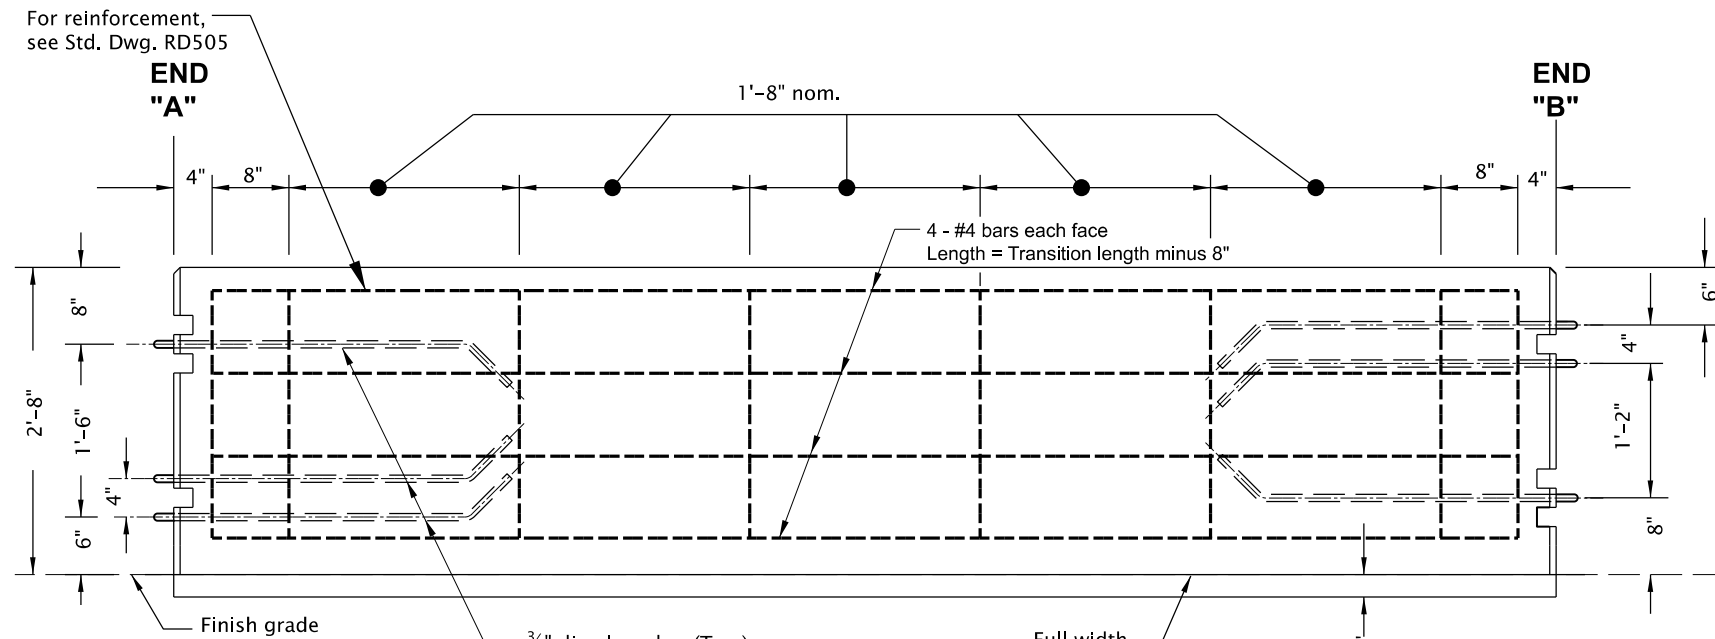 For reinforcement,
see Std. Dwg. RD505
END
"A"
END
"B"
1'-8" nom.
4"
8"
8"
4"
4 - #4 bars each face
Length = Transition length minus 8"
2'-8"
8"
1'-6"
4"
6"
6"
4"
1'-2"
8"
Finish grade
(Typ.)
Full width